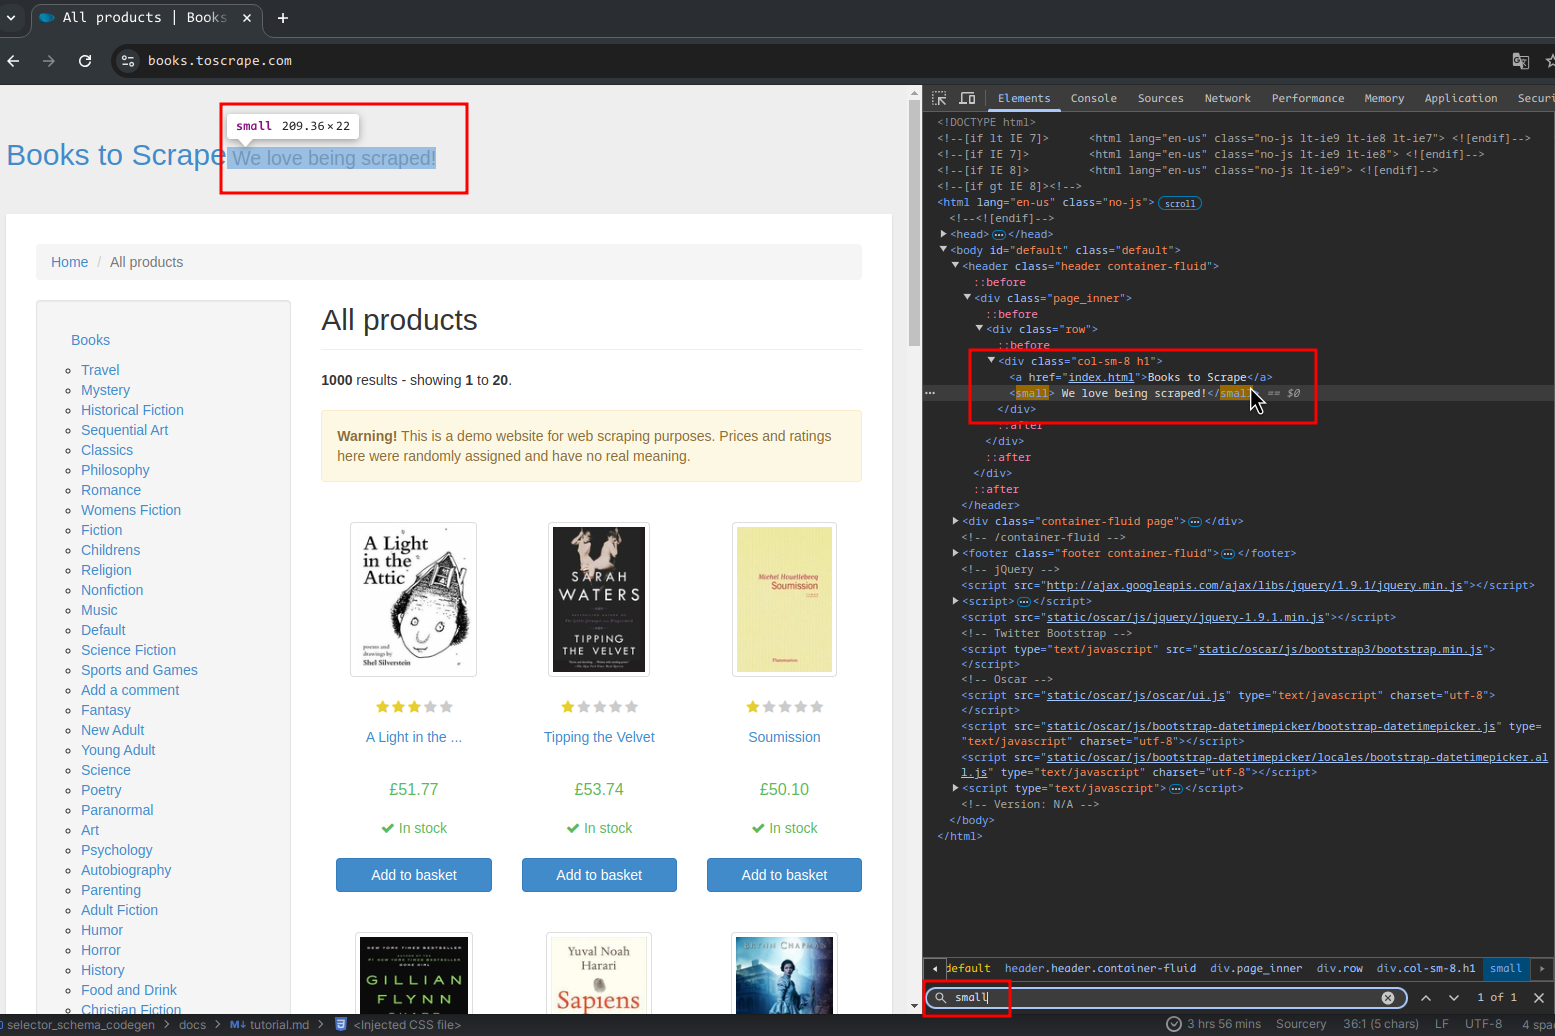 All products | Books
books.toscrape.com
small 209.36×22
Books to Scrape We love being scraped!
Home / All products
Books
Travel
Mystery
Historical Fiction
Sequential Art
Classics
Philosophy
Romance
Womens Fiction
Fiction
Childrens
Religion
Nonfiction
Music
Default
Science Fiction
Sports and Games
Add a comment
Fantasy
New Adult
Young Adult
Science
Poetry
Paranormal
Art
Psychology
Autobiography
Parenting
Adult Fiction
Humor
Horror
History
Food and Drink
Christian Fiction
All products
1000 results - showing 1 to 20.
Warning! This is a demo website for web scraping purposes. Prices and ratings
here were randomly assigned and have no real meaning.
A Light
in the
Attic
poems and
drawings by
Shel Silverstein
SARAH
WATERS
TIPPING
THE VELVET
Michel Houellebecq
Soumission
Flammarion
A Light in the ...
Tipping the Velvet
Soumission
£51.77
£53.74
£50.10
In stock
In stock
In stock
Add to basket
Add to basket
Add to basket
NEW YORK TIMES BESTSELLER
GILLIAN
FLYNN
Yuval Noah
Harari
Sapiens
Elements Console Sources Network Performance Memory Application Securi
<!DOCTYPE html>
<!--[if lt IE 7]> <html lang="en-us" class="no-js lt-ie9 lt-ie8 lt-ie7"> <![endif]-->
<!--[if IE 7]> <html lang="en-us" class="no-js lt-ie9 lt-ie8"> <![endif]-->
<!--[if IE 8]> <html lang="en-us" class="no-js lt-ie9"> <![endif]-->
<!--[if gt IE 8]><!-->
<html lang="en-us" class="no-js"> scroll
<!--<![endif]-->
<head> ••• </head>
<body id="default" class="default">
<header class="header container-fluid">
::before
<div class="page_inner">
::before
<div class="row">
::before
<div class="col-sm-8 h1">
<a href="index.html">Books to Scrape</a>
<small> We love being scraped!</small> == $0
</div>
::after
</div>
::after
</div>
::after
</header>
<div class="container-fluid page"> ••• </div>
<!-- /container-fluid -->
<footer class="footer container-fluid"> ••• </footer>
<!-- jQuery -->
<script src="http://ajax.googleapis.com/ajax/libs/jquery/1.9.1/jquery.min.js"></script>
<script> ••• </script>
<script src="static/oscar/js/jquery/jquery-1.9.1.min.js"></script>
<!-- Twitter Bootstrap -->
<script type="text/javascript" src="static/oscar/js/bootstrap3/bootstrap.min.js">
</script>
<!-- Oscar -->
<script src="static/oscar/js/oscar/ui.js" type="text/javascript" charset="utf-8">
</script>
<script src="static/oscar/js/bootstrap-datetimepicker/bootstrap-datetimepicker.js" type=
"text/javascript" charset="utf-8"></script>
<script src="static/oscar/js/bootstrap-datetimepicker/locales/bootstrap-datetimepicker.al
l.js" type="text/javascript" charset="utf-8"></script>
<script type="text/javascript"> ••• </script>
<!-- Version: N/A -->
</body>
</html>
default header.header.container-fluid div.page_inner div.row div.col-sm-8.h1 small
small 1 of 1
selector_schema_codegen > docs > tutorial.md > <Injected CSS file>
3 hrs 56 mins Sourcery 36:1 (5 chars) LF UTF-8 4 spa